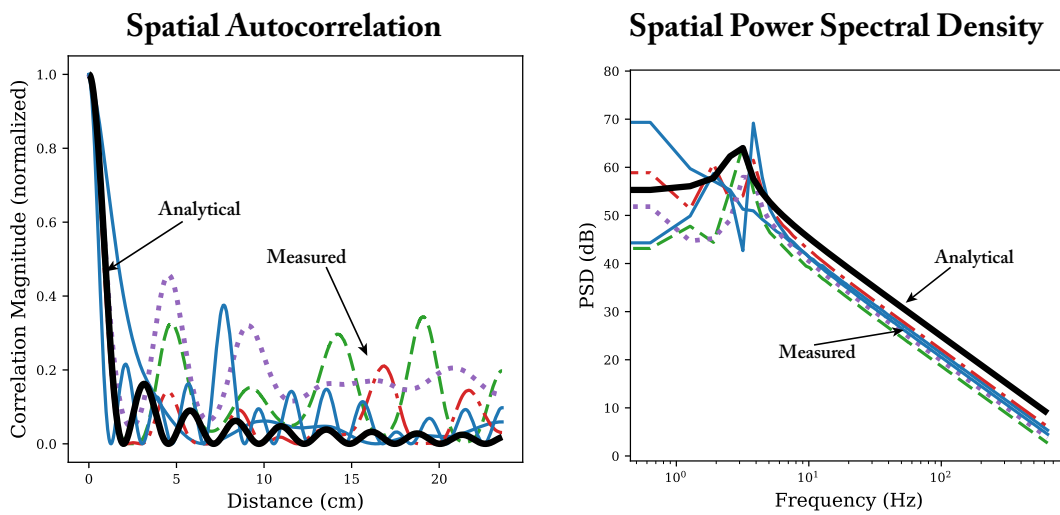 Spatial Autocorrelation
Correlation Magnitude (normalized)
1.0
0.8
0.6
0.4
0.2
0.0
Analytical
Measured
0 5 10 15 20
Distance (cm)
Spatial Power Spectral Density
PSD (dB)
80
70
60
50
40
30
20
10
0
Analytical
Measured
10⁰ 10¹ 10²
Frequency (Hz)